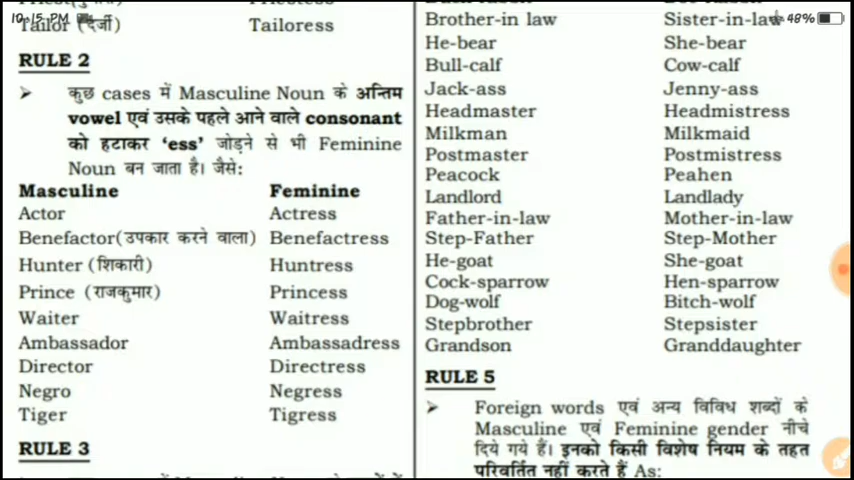 10:15 PM
48%
Tailor (दर्जी) Tailoress
RULE 2
➢ कुछ cases में Masculine Noun के अन्तिम
vowel एवं उसके पहले आने वाले consonant
को हटाकर ‘ess’ जोड़ने से भी Feminine
Noun बन जाता है। जैसे:
Masculine Feminine
Actor Actress
Benefactor(उपकार करने वाला) Benefactress
Hunter (शिकारी) Huntress
Prince (राजकुमार) Princess
Waiter Waitress
Ambassador Ambassadress
Director Directress
Negro Negress
Tiger Tigress
RULE 3
Brother-in law Sister-in-law
He-bear She-bear
Bull-calf Cow-calf
Jack-ass Jenny-ass
Headmaster Headmistress
Milkman Milkmaid
Postmaster Postmistress
Peacock Peahen
Landlord Landlady
Father-in-law Mother-in-law
Step-Father Step-Mother
He-goat She-goat
Cock-sparrow Hen-sparrow
Dog-wolf Bitch-wolf
Stepbrother Stepsister
Grandson Granddaughter
RULE 5
➢ Foreign words एवं अन्य विविध शब्दों के
Masculine एवं Feminine gender नीचे
दिये गये हैं। इनको किसी विशेष नियम के तहत
परिवर्तित नहीं करते हैं As: